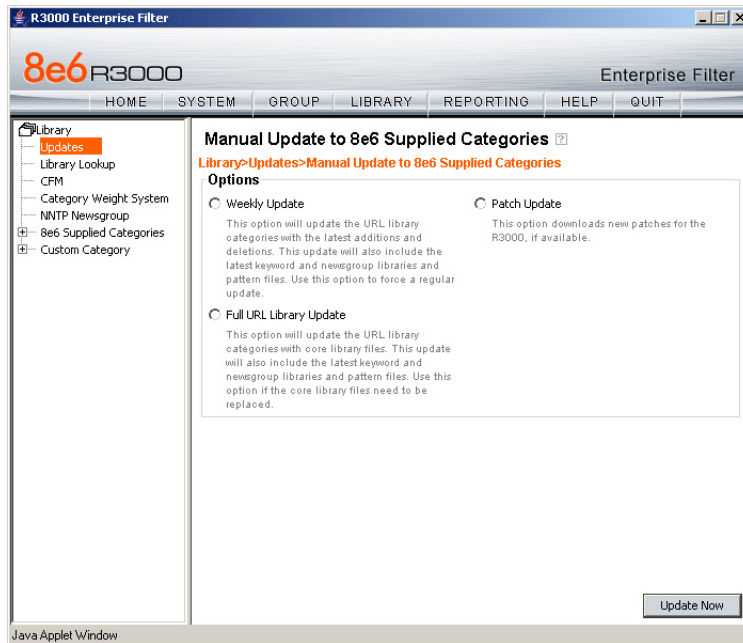 R3000 Enterprise Filter
8e6 R3000
Enterprise Filter
HOME SYSTEM GROUP LIBRARY REPORTING HELP QUIT
Library
Updates
Library Lookup
CFM
Category Weight System
NNTP Newsgroup
8e6 Supplied Categories
Custom Category
Manual Update to 8e6 Supplied Categories ?
Library>Updates>Manual Update to 8e6 Supplied Categories
Options
Weekly Update
This option will update the URL library
categories with the latest additions and
deletions. This update will also include the
latest keyword and newsgroup libraries and
pattern files. Use this option to force a regular
update.
Full URL Library Update
This option will update the URL library
categories with core library files. This update
will also include the latest keyword and
newsgroup libraries and pattern files. Use this
option if the core library files need to be
replaced.
Patch Update
This option downloads new patches for the
R3000, if available.
Update Now
Java Applet Window